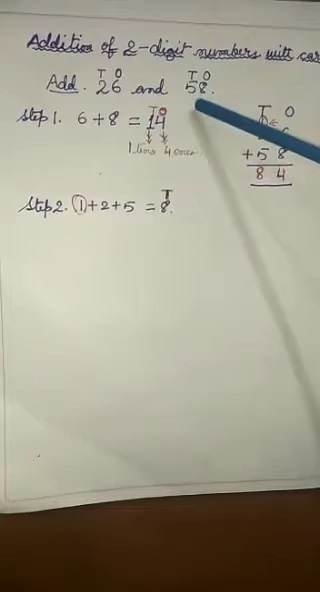 Addition of 2-digit numbers with
T O T O
Add. 26 and 58.
Step 1. 6 + 8 = 14
T O
1 tens 4 ones
T O
+ 5 8
8 4
T
Step 2. 1 + 2 + 5 = 8.